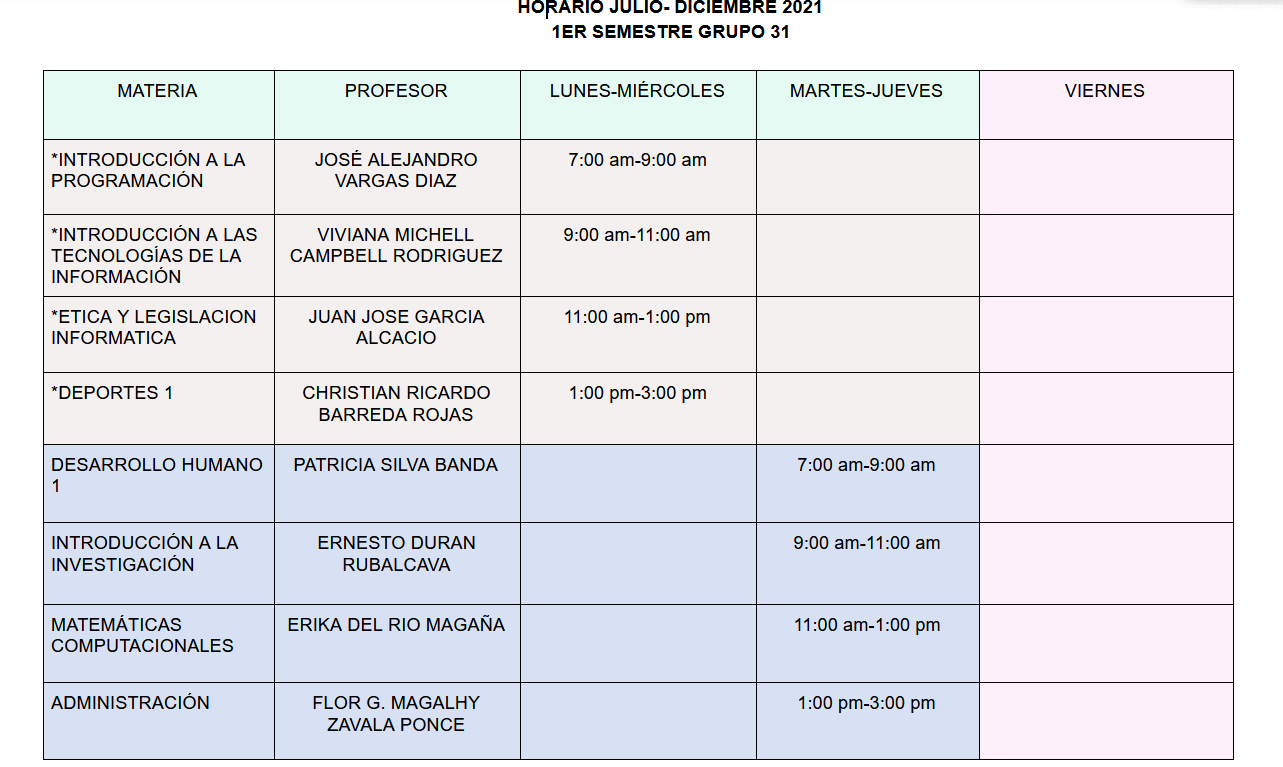 HORARIO JULIO- DICIEMBRE 2021
1ER SEMESTRE GRUPO 31
MATERIA PROFESOR LUNES-MIÉRCOLES MARTES-JUEVES VIERNES
*INTRODUCCIÓN A LA JOSÉ ALEJANDRO 7:00 am-9:00 am
PROGRAMACIÓN VARGAS DIAZ
*INTRODUCCIÓN A LAS VIVIANA MICHELL 9:00 am-11:00 am
TECNOLOGÍAS DE LA CAMPBELL RODRIGUEZ
INFORMACIÓN
*ETICA Y LEGISLACION JUAN JOSE GARCIA 11:00 am-1:00 pm
INFORMATICA ALCACIO
*DEPORTES 1 CHRISTIAN RICARDO 1:00 pm-3:00 pm
BARREDA ROJAS
DESARROLLO HUMANO PATRICIA SILVA BANDA 7:00 am-9:00 am
1
INTRODUCCIÓN A LA ERNESTO DURAN 9:00 am-11:00 am
INVESTIGACIÓN RUBALCAVA
MATEMÁTICAS ERIKA DEL RIO MAGAÑA 11:00 am-1:00 pm
COMPUTACIONALES
ADMINISTRACIÓN FLOR G. MAGALHY 1:00 pm-3:00 pm
ZAVALA PONCE